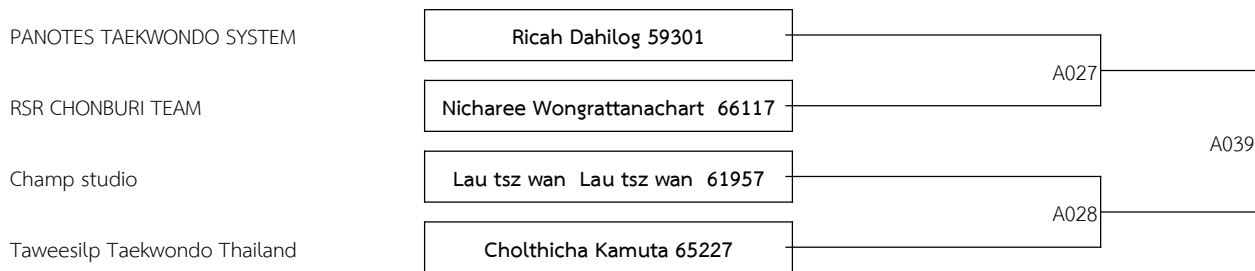 PANOTES TAEKWONDO SYSTEM
Ricah Dahilog 59301
A027
RSR CHONBURI TEAM
Nicharee Wongrattanachart 66117
A039
Champ studio
Lau tsz wan Lau tsz wan 61957
A028
Taweesilp Taekwondo Thailand
Cholthicha Kamuta 65227